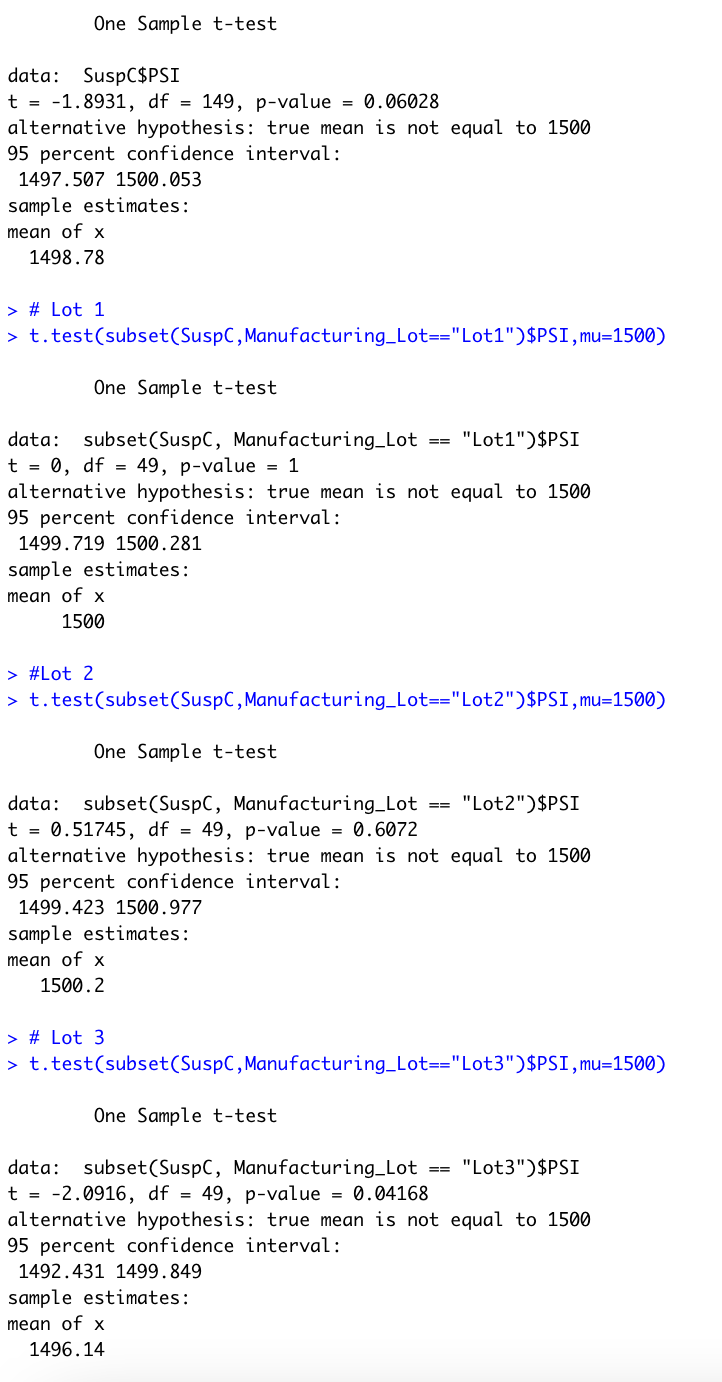 One Sample t-test
data:  SuspC$PSI
t = -1.8931, df = 149, p-value = 0.06028
alternative hypothesis: true mean is not equal to 1500
95 percent confidence interval:
 1497.507 1500.053
sample estimates:
mean of x
  1498.78
> # Lot 1
> t.test(subset(SuspC,Manufacturing_Lot=="Lot1")$PSI,mu=1500)
One Sample t-test
data:  subset(SuspC, Manufacturing_Lot == "Lot1")$PSI
t = 0, df = 49, p-value = 1
alternative hypothesis: true mean is not equal to 1500
95 percent confidence interval:
 1499.719 1500.281
sample estimates:
mean of x
     1500
> #Lot 2
> t.test(subset(SuspC,Manufacturing_Lot=="Lot2")$PSI,mu=1500)
One Sample t-test
data:  subset(SuspC, Manufacturing_Lot == "Lot2")$PSI
t = 0.51745, df = 49, p-value = 0.6072
alternative hypothesis: true mean is not equal to 1500
95 percent confidence interval:
 1499.423 1500.977
sample estimates:
mean of x
   1500.2
> # Lot 3
> t.test(subset(SuspC,Manufacturing_Lot=="Lot3")$PSI,mu=1500)
One Sample t-test
data:  subset(SuspC, Manufacturing_Lot == "Lot3")$PSI
t = -2.0916, df = 49, p-value = 0.04168
alternative hypothesis: true mean is not equal to 1500
95 percent confidence interval:
 1492.431 1499.849
sample estimates:
mean of x
  1496.14